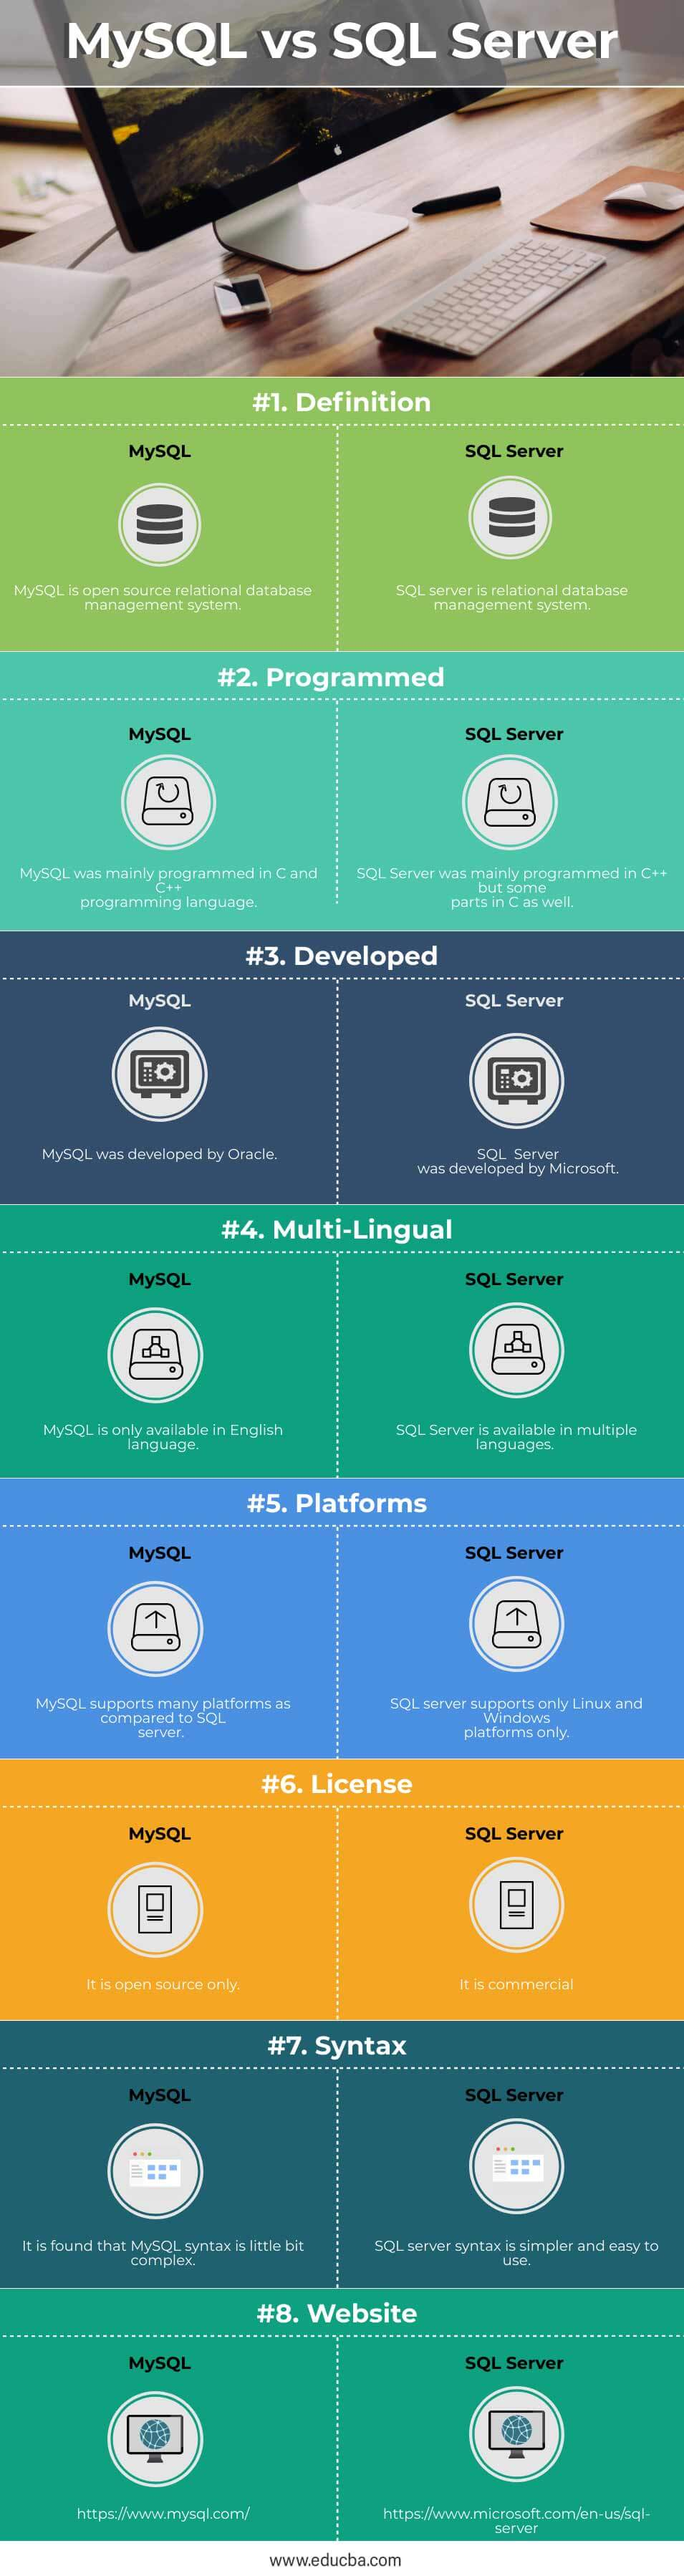 MySQL vs SQL Server
#1. Definition
MySQL
SQL Server
MySQL is open source relational database
management system.
SQL server is relational database
management system.
#2. Programmed
MySQL
SQL Server
MySQL was mainly programmed in C and
C++
programming language.
SQL Server was mainly programmed in C++
but some
parts in C as well.
#3. Developed
MySQL
SQL Server
MySQL was developed by Oracle.
SQL Server
was developed by Microsoft.
#4. Multi-Lingual
MySQL
SQL Server
MySQL is only available in English
language.
SQL Server is available in multiple
languages.
#5. Platforms
MySQL
SQL Server
MySQL supports many platforms as
compared to SQL
server.
SQL server supports only Linux and
Windows
platforms only.
#6. License
MySQL
SQL Server
It is open source only.
It is commercial
#7. Syntax
MySQL
SQL Server
It is found that MySQL syntax is little bit
complex.
SQL server syntax is simpler and easy to
use.
#8. Website
MySQL
SQL Server
https://www.mysql.com/
https://www.microsoft.com/en-us/sql-
server
www.educba.com